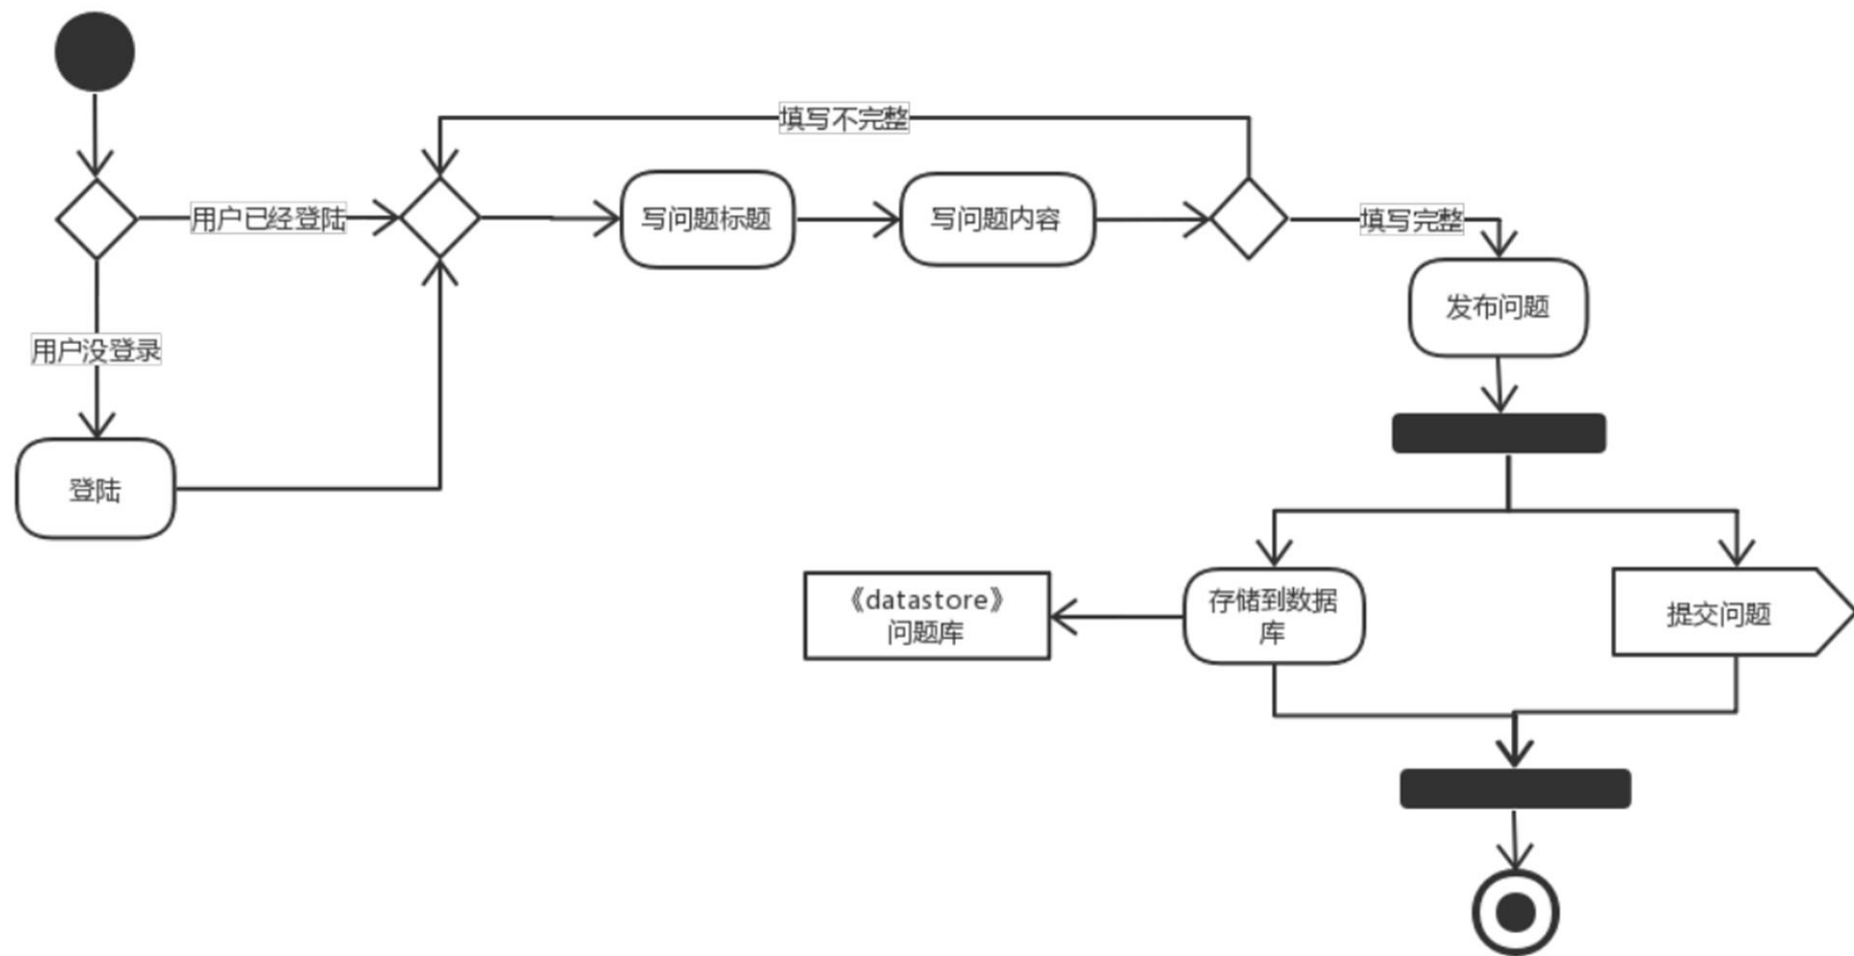 填写不完整
用户已经登陆
写问题标题
写问题内容
填写完整
发布问题
用户没登录
登陆
《datastore》
问题库
存储到数据
库
提交问题